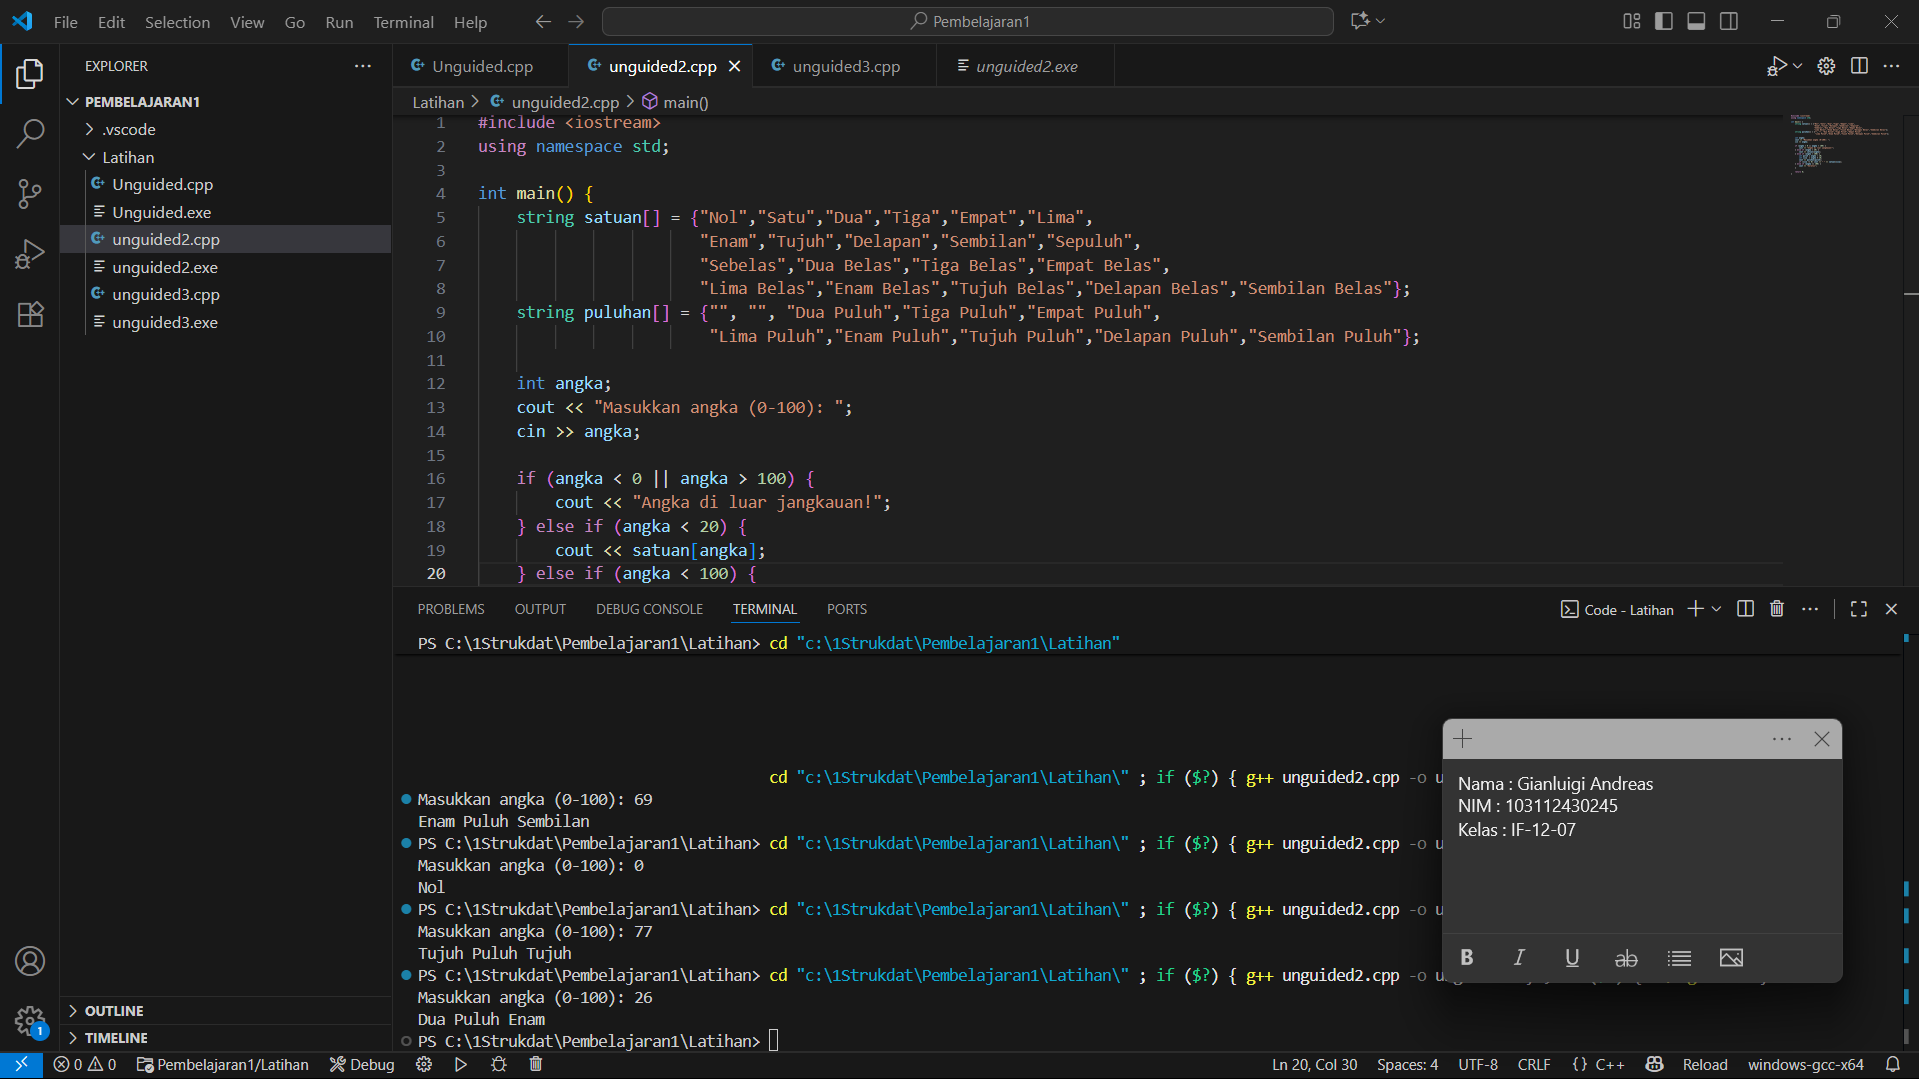 File Edit Selection View Go Run Terminal Help
Pembelajaran1
EXPLORER
PEMBELAJARAN1
.vscode
Latihan
Unguided.cpp
Unguided.exe
unguided2.cpp
unguided2.exe
unguided3.cpp
unguided3.exe
OUTLINE
TIMELINE
Unguided.cpp unguided2.cpp unguided3.cpp unguided2.exe
Latihan > unguided2.cpp > main()
1 #include <iostream>
2 using namespace std;
3
4 int main() {
5 string satuan[] = {"Nol","Satu","Dua","Tiga","Empat","Lima",
6 "Enam","Tujuh","Delapan","Sembilan","Sepuluh",
7 "Sebelas","Dua Belas","Tiga Belas","Empat Belas",
8 "Lima Belas","Enam Belas","Tujuh Belas","Delapan Belas","Sembilan Belas"};
9 string puluhan[] = {"", "", "Dua Puluh","Tiga Puluh","Empat Puluh",
10 "Lima Puluh","Enam Puluh","Tujuh Puluh","Delapan Puluh","Sembilan Puluh"};
11
12 int angka;
13 cout << "Masukkan angka (0-100): ";
14 cin >> angka;
15
16 if (angka < 0 || angka > 100) {
17 cout << "Angka di luar jangkauan!";
18 } else if (angka < 20) {
19 cout << satuan[angka];
20 } else if (angka < 100) {
PROBLEMS OUTPUT DEBUG CONSOLE TERMINAL PORTS
Code - Latihan
PS C:\1Strukdat\Pembelajaran1\Latihan> cd "c:\1Strukdat\Pembelajaran1\Latihan"
cd "c:\1Strukdat\Pembelajaran1\Latihan\" ; if ($?) { g++ unguided2.cpp -o u
Masukkan angka (0-100): 69
Enam Puluh Sembilan
PS C:\1Strukdat\Pembelajaran1\Latihan> cd "c:\1Strukdat\Pembelajaran1\Latihan\" ; if ($?) { g++ unguided2.cpp -o u
Masukkan angka (0-100): 0
Nol
PS C:\1Strukdat\Pembelajaran1\Latihan> cd "c:\1Strukdat\Pembelajaran1\Latihan\" ; if ($?) { g++ unguided2.cpp -o u
Masukkan angka (0-100): 77
Tujuh Puluh Tujuh
PS C:\1Strukdat\Pembelajaran1\Latihan> cd "c:\1Strukdat\Pembelajaran1\Latihan\" ; if ($?) { g++ unguided2.cpp -o
Masukkan angka (0-100): 26
Dua Puluh Enam
PS C:\1Strukdat\Pembelajaran1\Latihan>
Nama : Gianluigi Andreas
NIM : 103112430245
Kelas : IF-12-07
B I U ab
1
0 0 Pembelajaran1/Latihan Debug Ln 20, Col 30 Spaces: 4 UTF-8 CRLF {} C++ Reload windows-gcc-x64